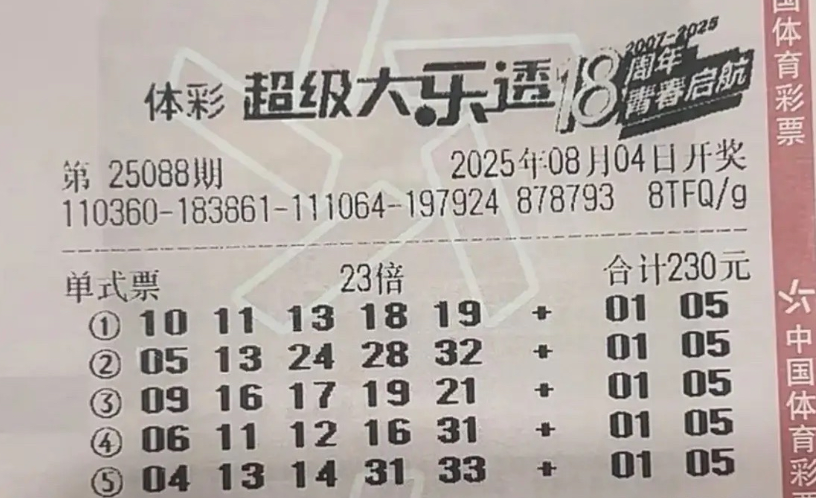 2007-2025
体彩 超级大乐透 18 周年
青春启航
第 25088期 2025年08月04日开奖
110360-183861-111064-197924 878793 8TFQ/g
单式票 23倍 合计230元
① 10 11 13 18 19 + 01 05
② 05 13 24 28 32 + 01 05
③ 09 16 17 19 21 + 01 05
④ 06 11 12 16 31 + 01 05
⑤ 04 13 14 31 33 + 01 05
国体育彩票
中国体育彩